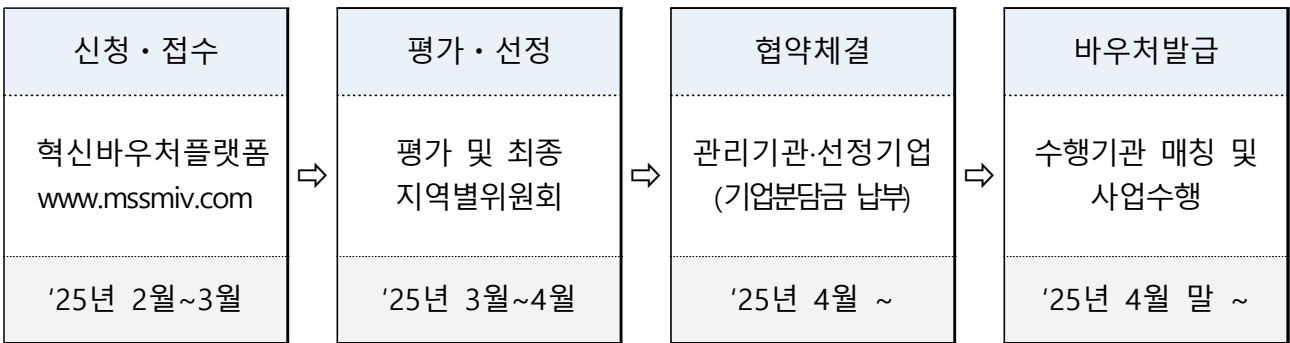 신청・접수
혁신바우처플랫폼
www.mssmiv.com
'25년 2월~3월
⇨
평가・선정
평가 및 최종
지역별위원회
'25년 3월~4월
⇨
협약체결
관리기관·선정기업
(기업분담금 납부)
'25년 4월 ~
⇨
바우처발급
수행기관 매칭 및
사업수행
'25년 4월 말 ~